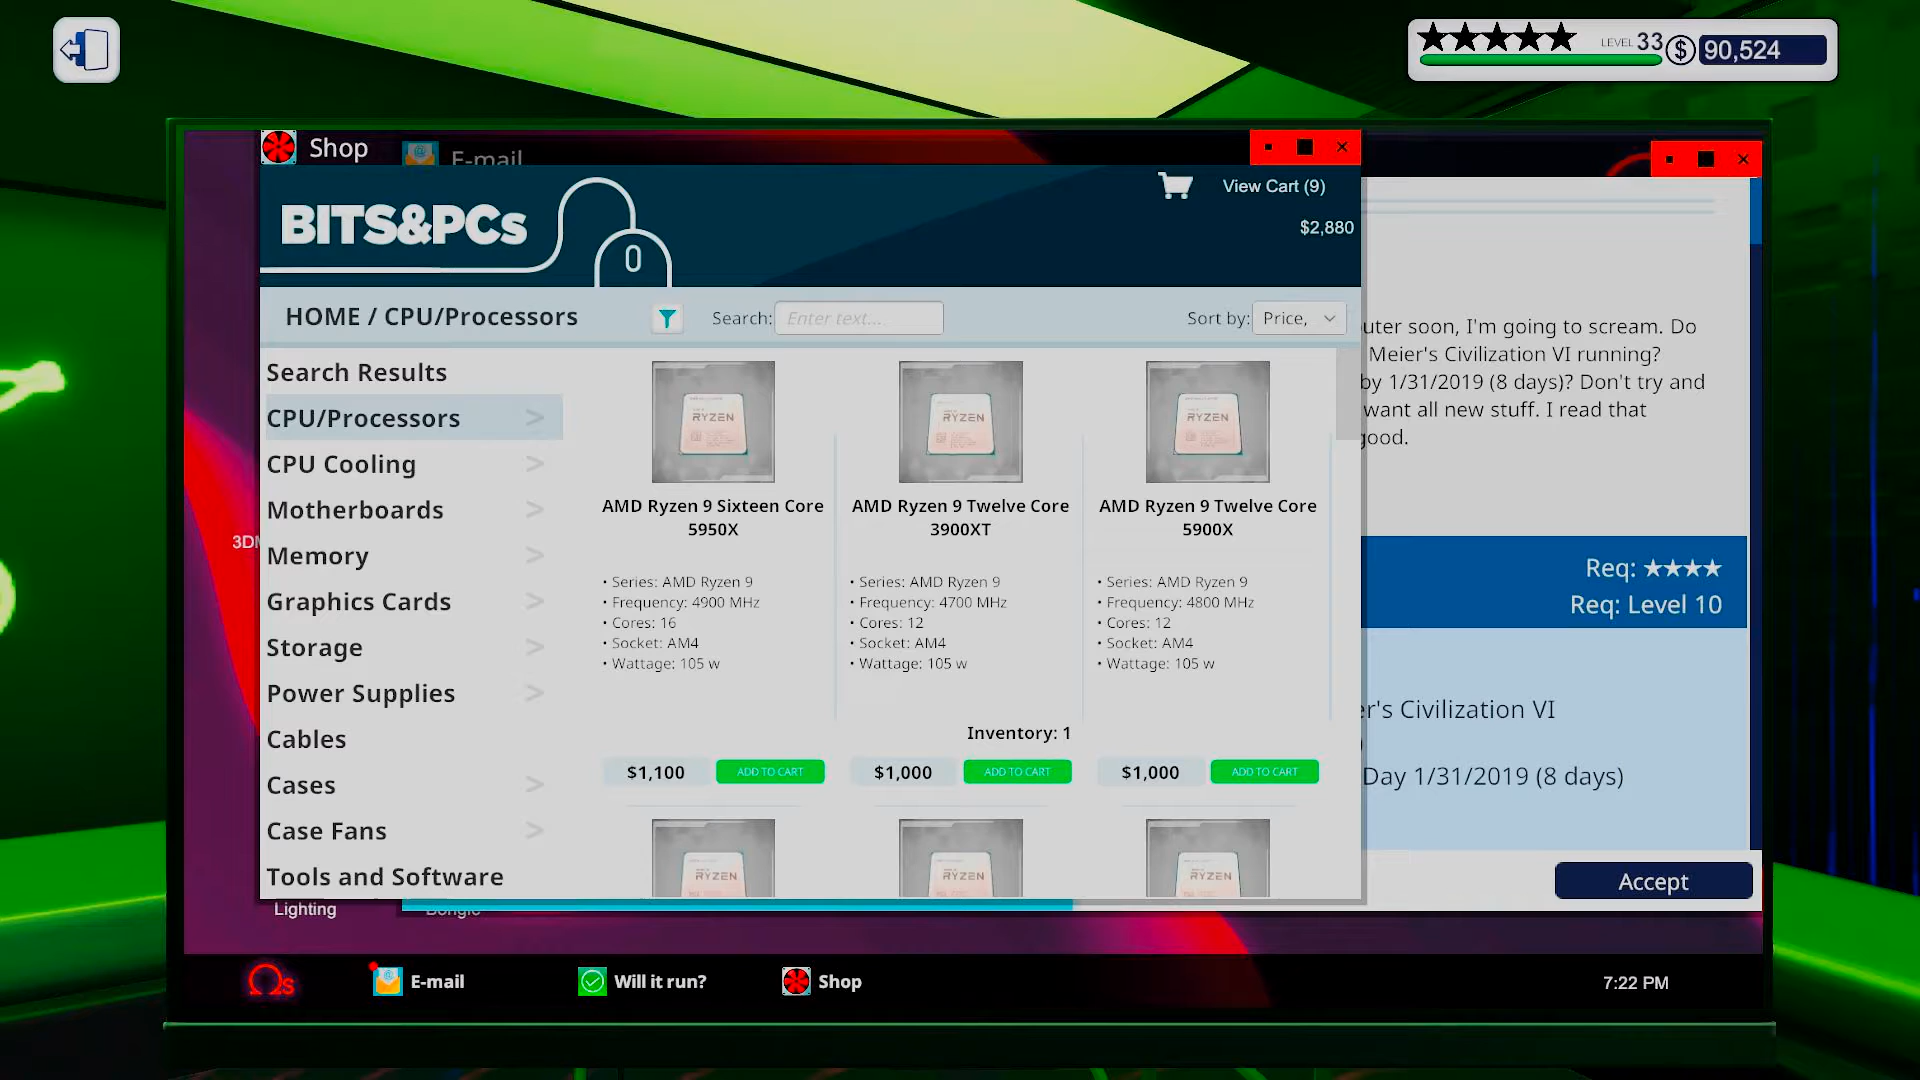 LEVEL 33
$ 90,524
Shop
E-mail
View Cart (9)
$2,880
BITS&PCs
HOME / CPU/Processors
Search:
Enter text...
Sort by:
Price,
Search Results
CPU/Processors >
CPU Cooling >
Motherboards >
Memory >
Graphics Cards >
Storage >
Power Supplies >
Cables
Cases >
Case Fans >
Tools and Software
RYZEN
AMD Ryzen 9 Sixteen Core
5950X
• Series: AMD Ryzen 9
• Frequency: 4900 MHz
• Cores: 16
• Socket: AM4
• Wattage: 105 w
$1,100
ADD TO CART
RYZEN
AMD Ryzen 9 Twelve Core
3900XT
• Series: AMD Ryzen 9
• Frequency: 4700 MHz
• Cores: 12
• Socket: AM4
• Wattage: 105 w
Inventory: 1
$1,000
ADD TO CART
RYZEN
AMD Ryzen 9 Twelve Core
5900X
• Series: AMD Ryzen 9
• Frequency: 4800 MHz
• Cores: 12
• Socket: AM4
• Wattage: 105 w
$1,000
ADD TO CART
RYZEN
RYZEN
RYZEN
uter soon, I'm going to scream. Do
Meier's Civilization VI running?
by 1/31/2019 (8 days)? Don't try and
want all new stuff. I read that
good.
Req: ★★★★
Req: Level 10
er's Civilization VI
Day 1/31/2019 (8 days)
Accept
3DM
Lighting
E-mail
Will it run?
Shop
7:22 PM